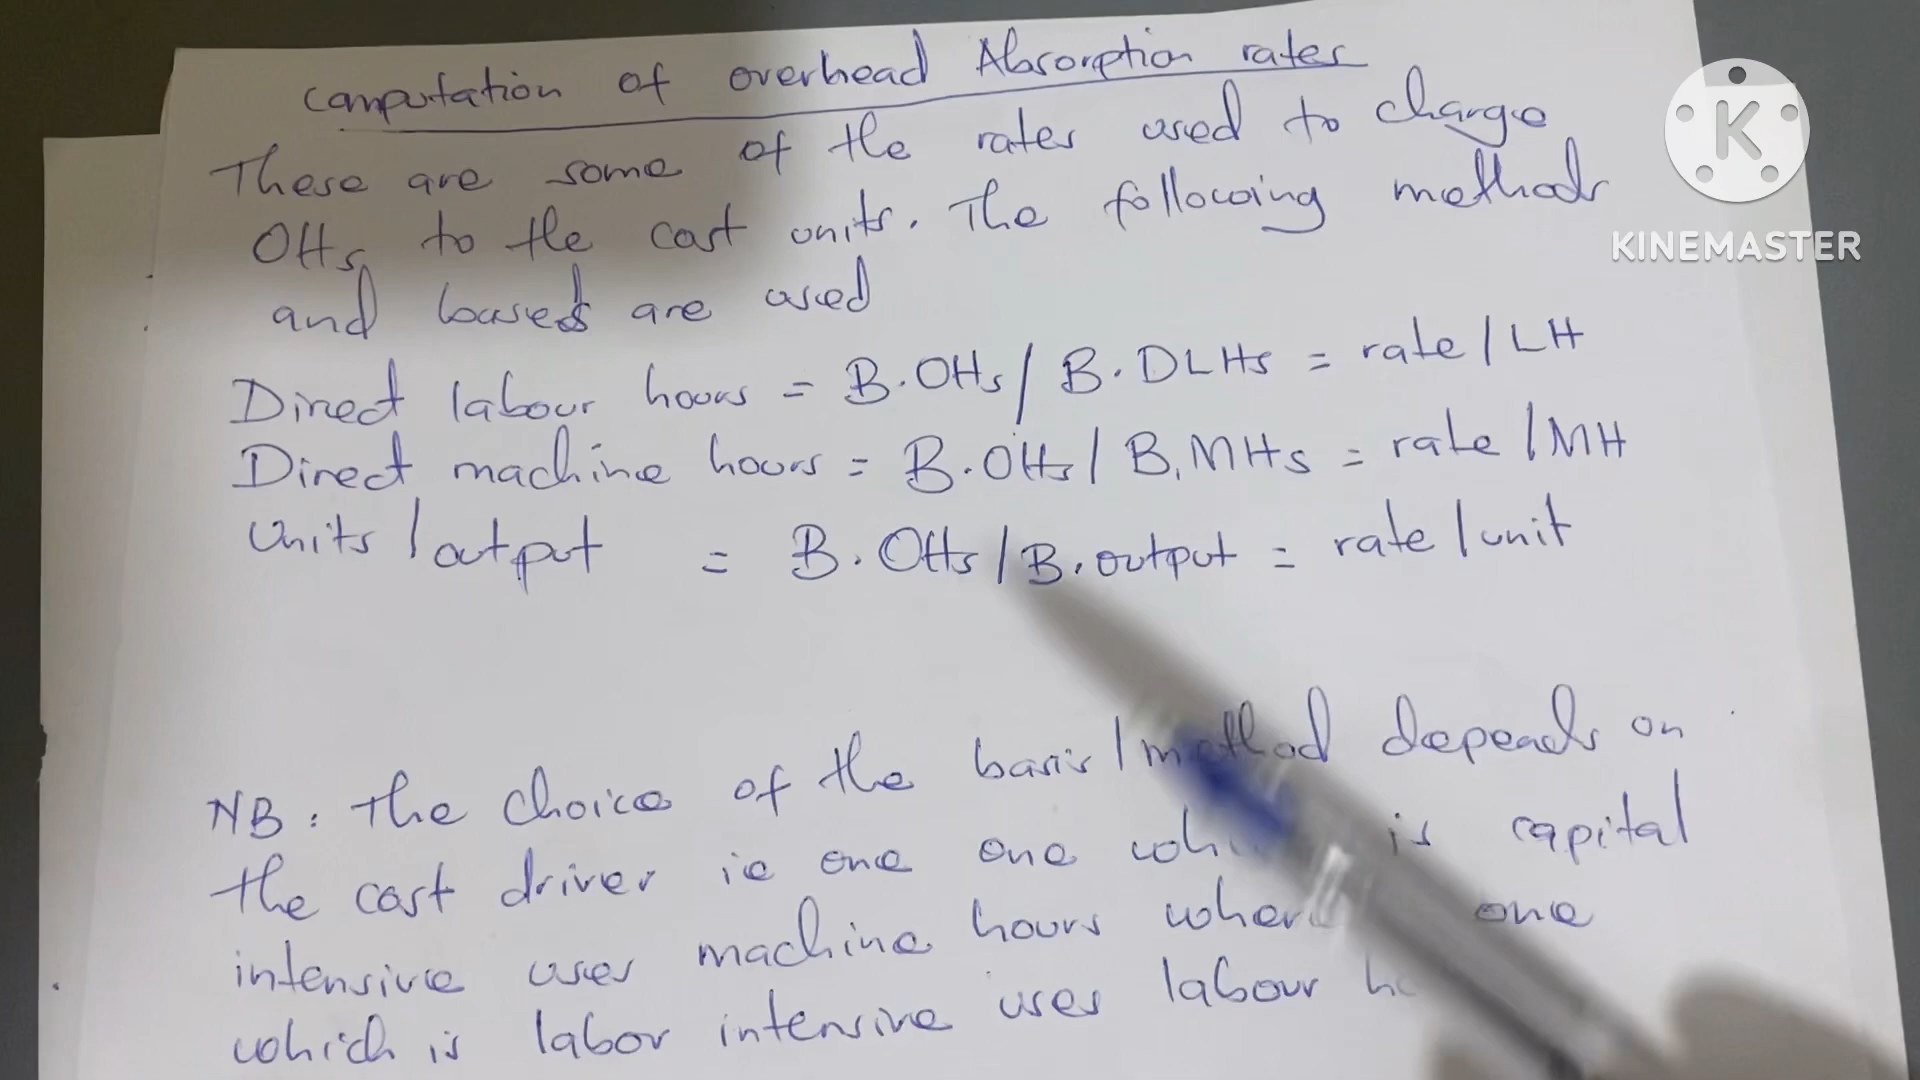 Computation of overhead Absorption rates
These are some of the rates used to charge
OHs to the cost units. The following methods
and bases are used
Direct labour hours = B.OHs / B.DLHs = rate / LH
Direct machine hours = B.OHs / B.MHs = rate / MH
Units / output = B.OHs / B.output = rate / unit
NB: The choice of the basis / method depends on
the cost driver ie one one is capital
intensive uses machine hours one
which is labor intensive uses labour
K
KINEMASTER